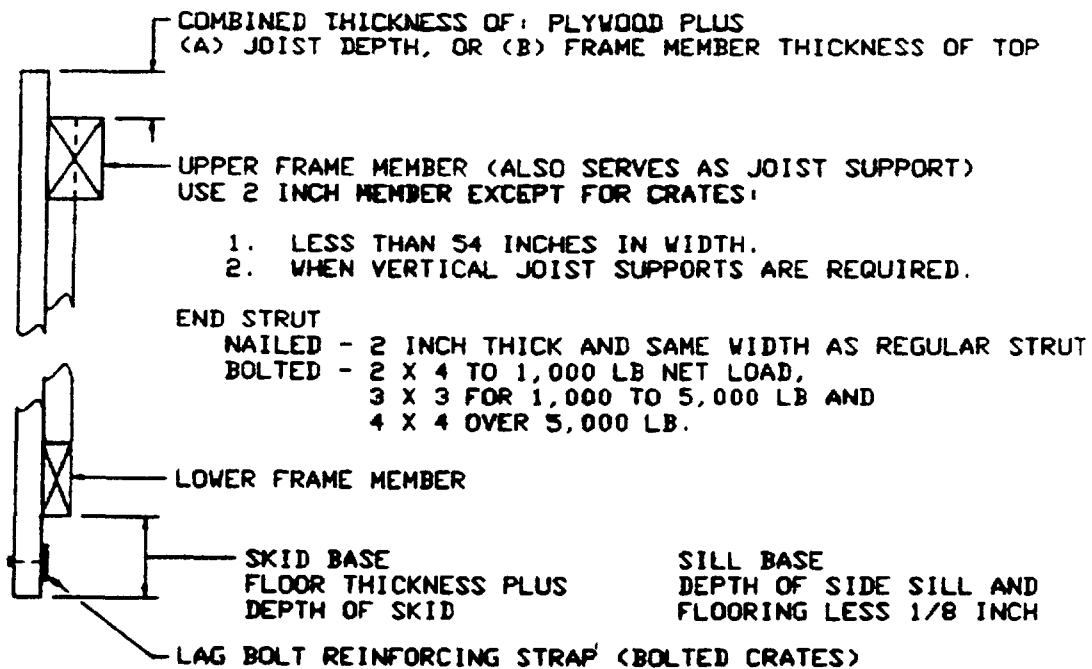 COMBINED THICKNESS OF: PLYWOOD PLUS
(A) JOIST DEPTH, OR (B) FRAME MEMBER THICKNESS OF TOP
UPPER FRAME MEMBER (ALSO SERVES AS JOIST SUPPORT)
USE 2 INCH MEMBER EXCEPT FOR CRATES:
1. LESS THAN 54 INCHES IN WIDTH.
2. WHEN VERTICAL JOIST SUPPORTS ARE REQUIRED.
END STRUT
NAILED - 2 INCH THICK AND SAME WIDTH AS REGULAR STRUT
BOLTED - 2 X 4 TO 1,000 LB NET LOAD,
3 X 3 FOR 1,000 TO 5,000 LB AND
4 X 4 OVER 5,000 LB.
LOWER FRAME MEMBER
SKID BASE
FLOOR THICKNESS PLUS
DEPTH OF SKID
SILL BASE
DEPTH OF SIDE SILL AND
FLOORING LESS 1/8 INCH
LAG BOLT REINFORCING STRAP (BOLTED CRATES)